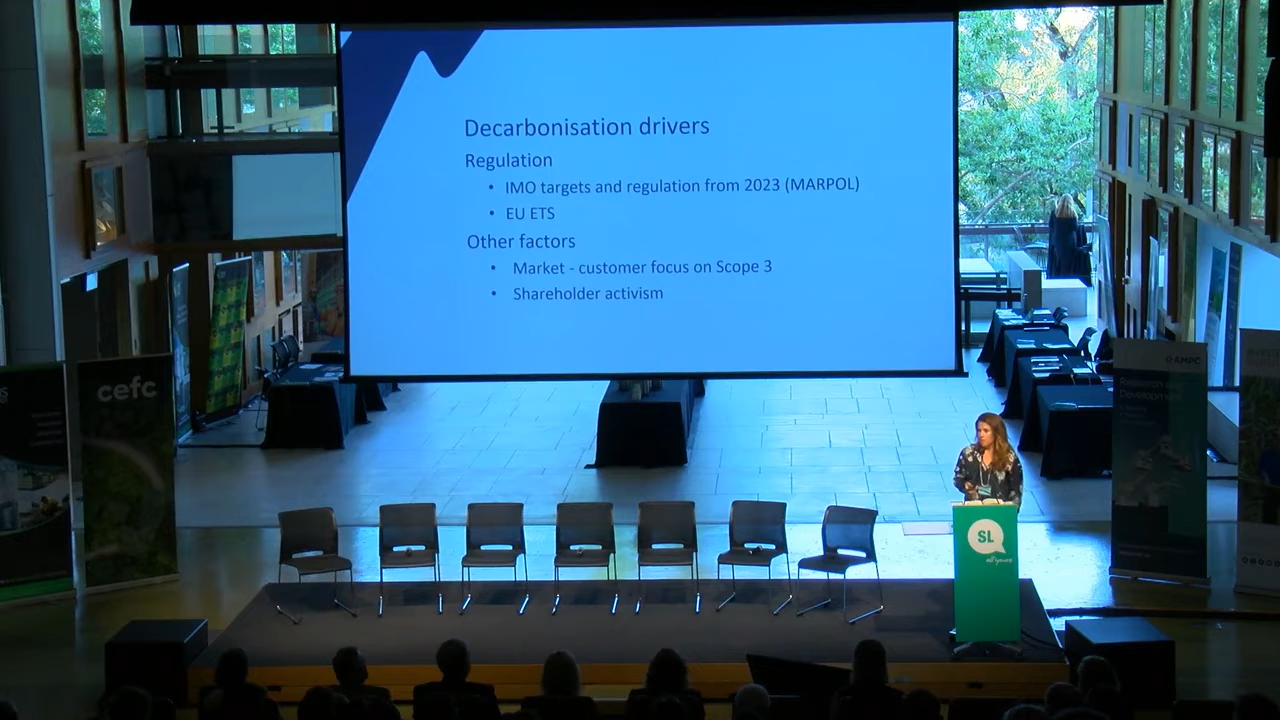 Decarbonisation drivers
Regulation
• IMO targets and regulation from 2023 (MARPOL)
• EU ETS
Other factors
• Market - customer focus on Scope 3
• Shareholder activism
cefc
AMPC
Development
SL